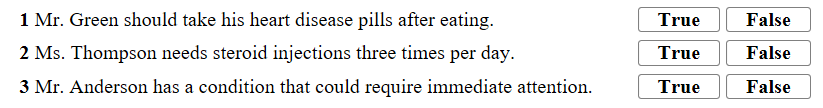 1 Mr. Green should take his heart disease pills after eating. True False
2 Ms. Thompson needs steroid injections three times per day. True False
3 Mr. Anderson has a condition that could require immediate attention. True False